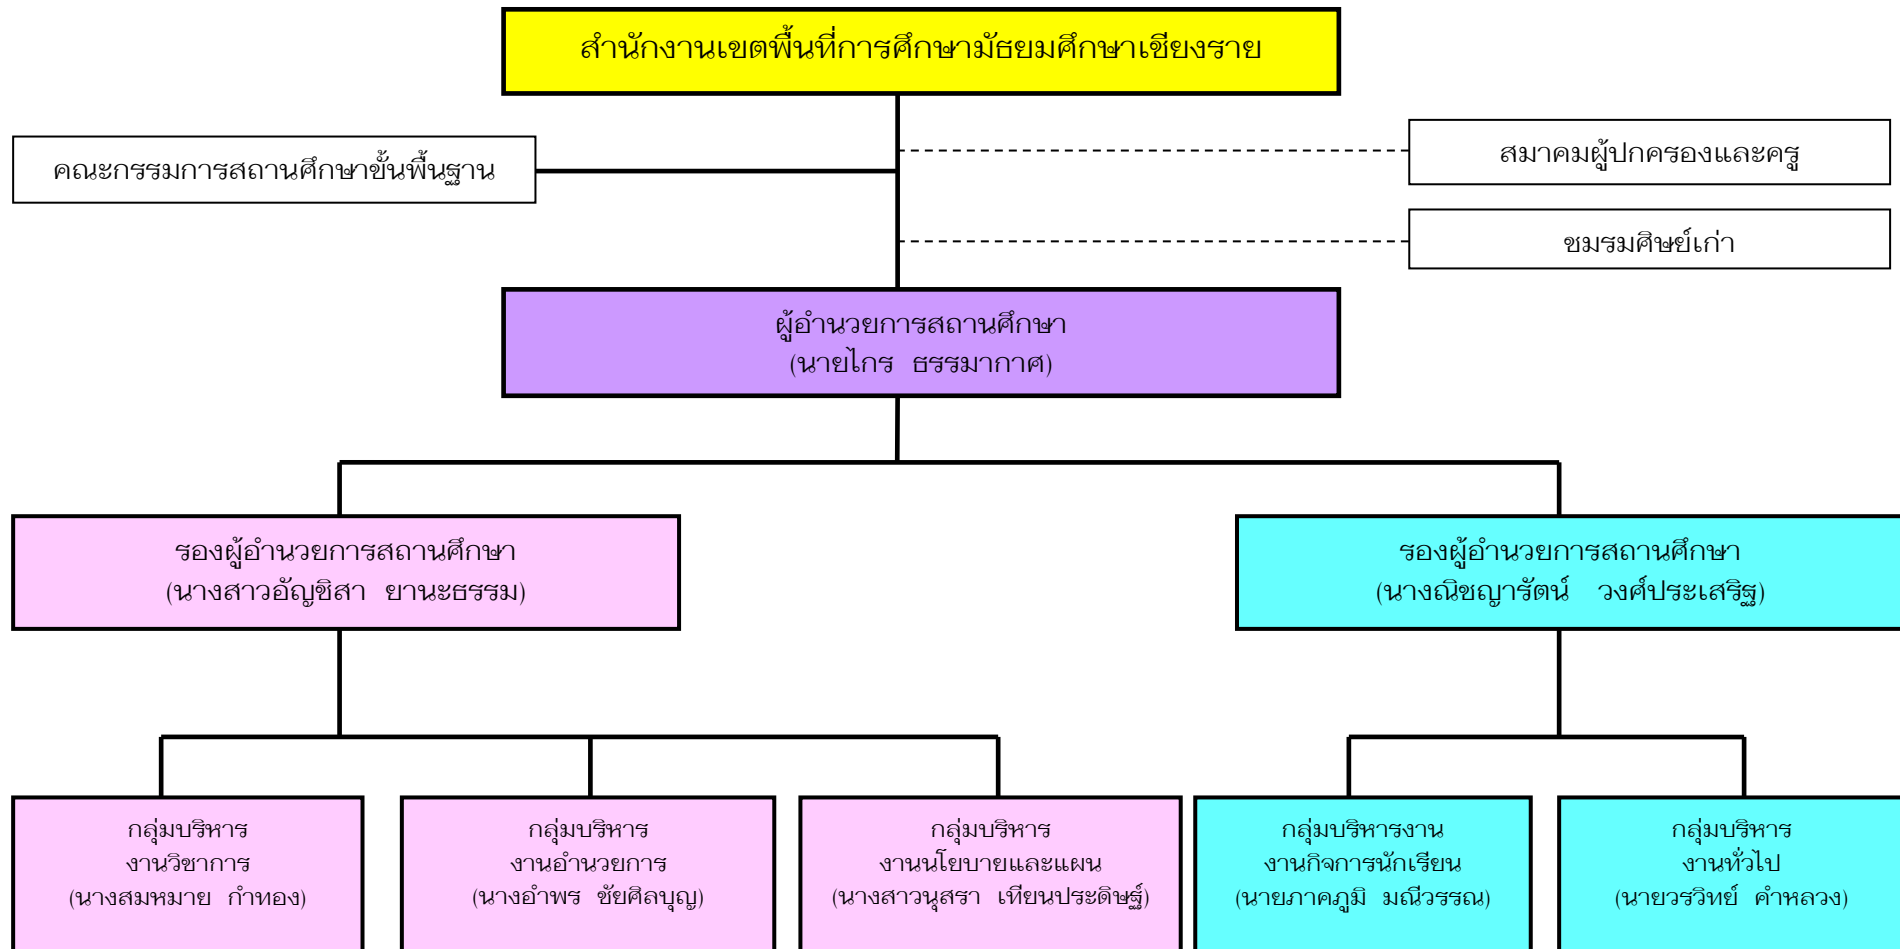 สำนักงานเขตพื้นที่การศึกษามัธยมศึกษาเชียงราย
คณะกรรมการสถานศึกษาขั้นพื้นฐาน
สมาคมผู้ปกครองและครู
ชมรมศิษย์เก่า
ผู้อำนวยการสถานศึกษา
(นายไกร ธรรมากาศ)
รองผู้อำนวยการสถานศึกษา
(นางสาวอัญชิสา ยานะธรรม)
รองผู้อำนวยการสถานศึกษา
(นางณิชญารัตน์ วงศ์ประเสริฐ)
กลุ่มบริหาร
งานวิชาการ
(นางสมหมาย กำทอง)
กลุ่มบริหาร
งานอำนวยการ
(นางอำพร ชัยศิลบุญ)
กลุ่มบริหาร
งานนโยบายและแผน
(นางสาวนุสรา เทียนประดิษฐ์)
กลุ่มบริหารงาน
งานกิจการนักเรียน
(นายภาคภูมิ มณีวรรณ)
กลุ่มบริหาร
งานทั่วไป
(นายวรวิทย์ คำหลวง)